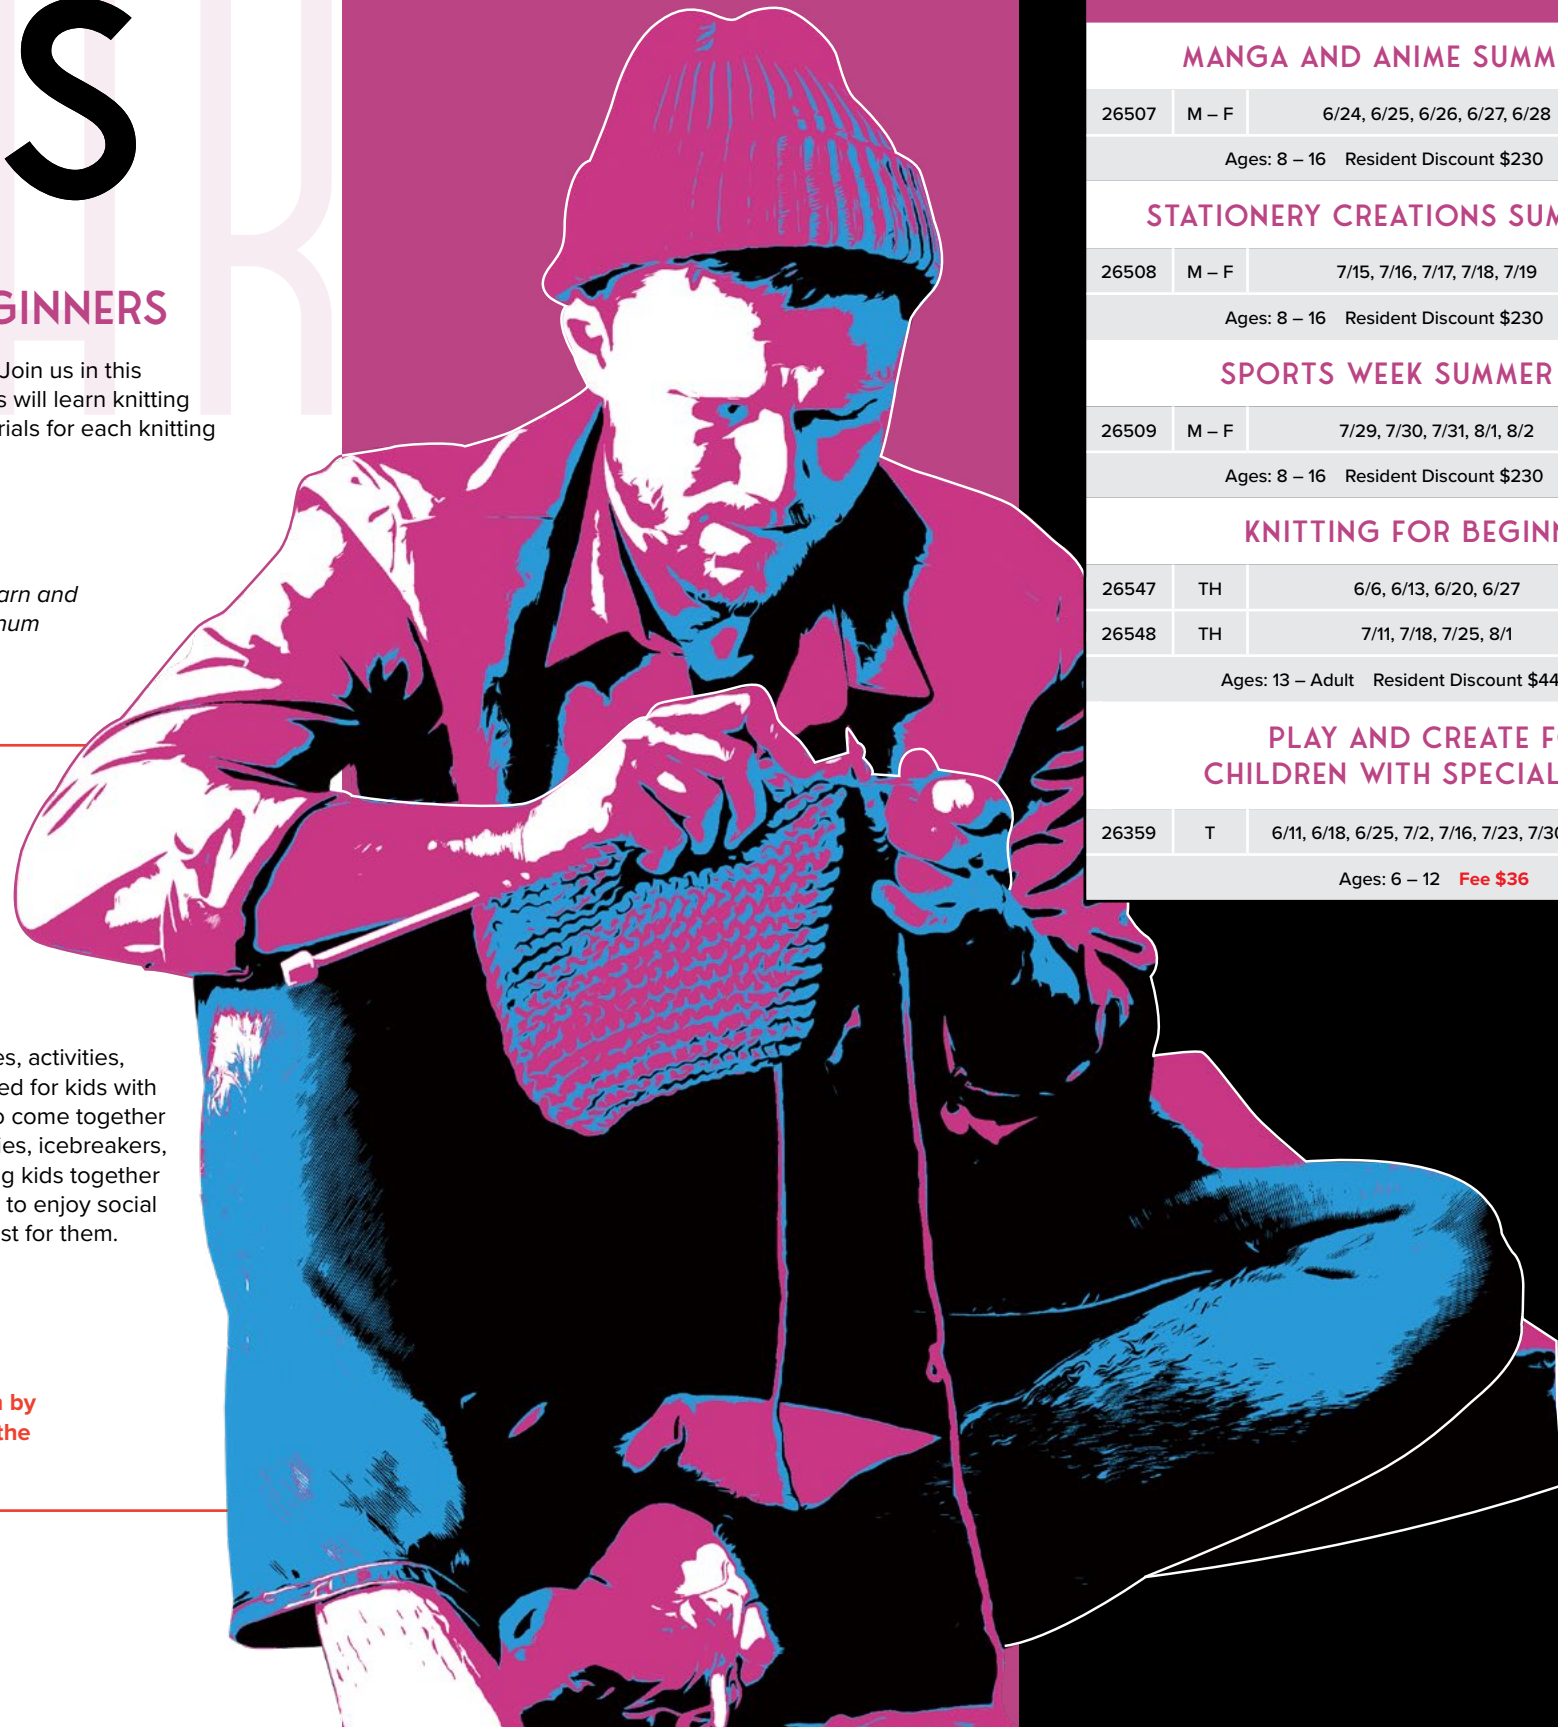 S
GINNERS
Join us in this
s will learn knitting
rials for each knitting
arn and
num
es, activities,
ed for kids with
o come together
ies, icebreakers,
g kids together
to enjoy social
st for them.
by
the
MANGA AND ANIME SUMM
26507 M – F 6/24, 6/25, 6/26, 6/27, 6/28
Ages: 8 – 16 Resident Discount $230
STATIONERY CREATIONS SUM
26508 M – F 7/15, 7/16, 7/17, 7/18, 7/19
Ages: 8 – 16 Resident Discount $230
SPORTS WEEK SUMMER
26509 M – F 7/29, 7/30, 7/31, 8/1, 8/2
Ages: 8 – 16 Resident Discount $230
KNITTING FOR BEGINN
26547 TH 6/6, 6/13, 6/20, 6/27
26548 TH 7/11, 7/18, 7/25, 8/1
Ages: 13 – Adult Resident Discount $44
PLAY AND CREATE FO
CHILDREN WITH SPECIAL
26359 T 6/11, 6/18, 6/25, 7/2, 7/16, 7/23, 7/30
Ages: 6 – 12 Fee $36